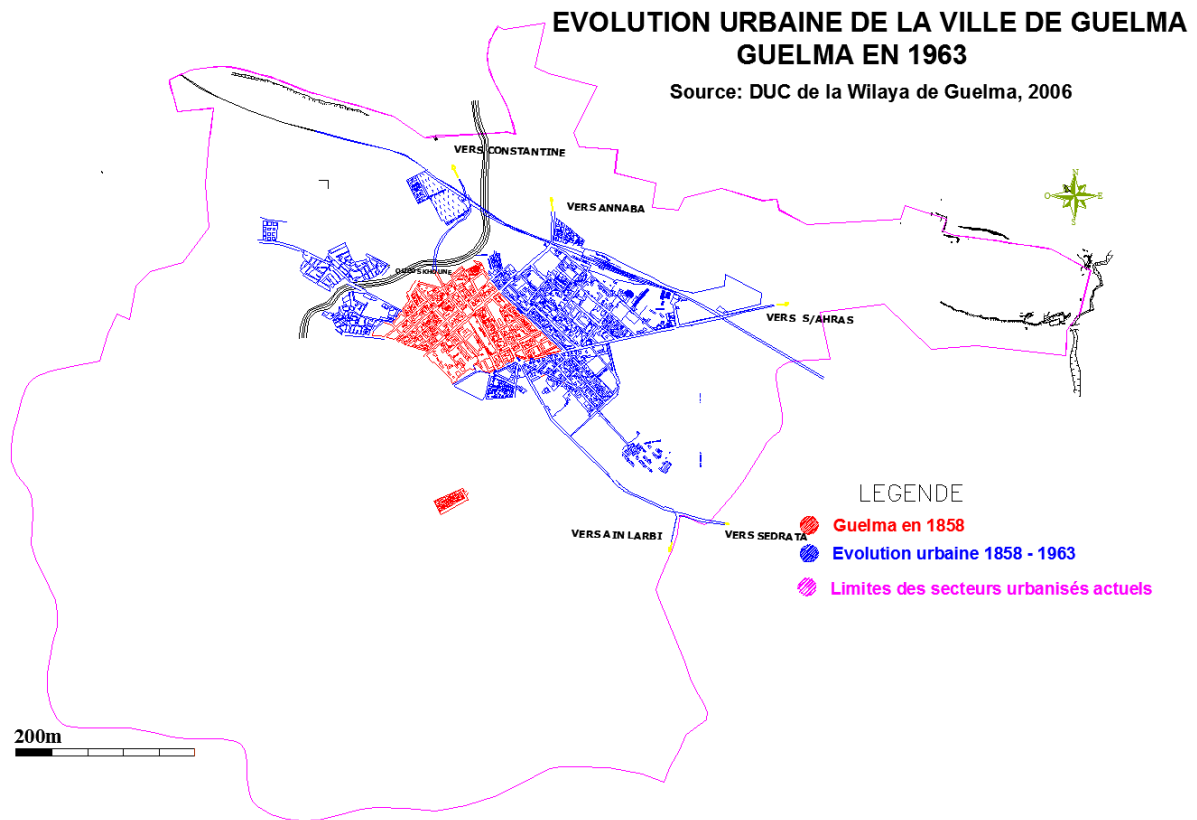 EVOLUTION URBAINE DE LA VILLE DE GUELMA
GUELMA EN 1963
Source: DUC de la Wilaya de Guelma, 2006
VERS CONSTANTINE
VERS ANNABA
N
O E
S
VERS S/AHRAS
LEGENDE
Guelma en 1858
VERS AIN LARBI
VERS SEDRATA
Evolution urbaine 1858 - 1963
Limites des secteurs urbanisés actuels
200m